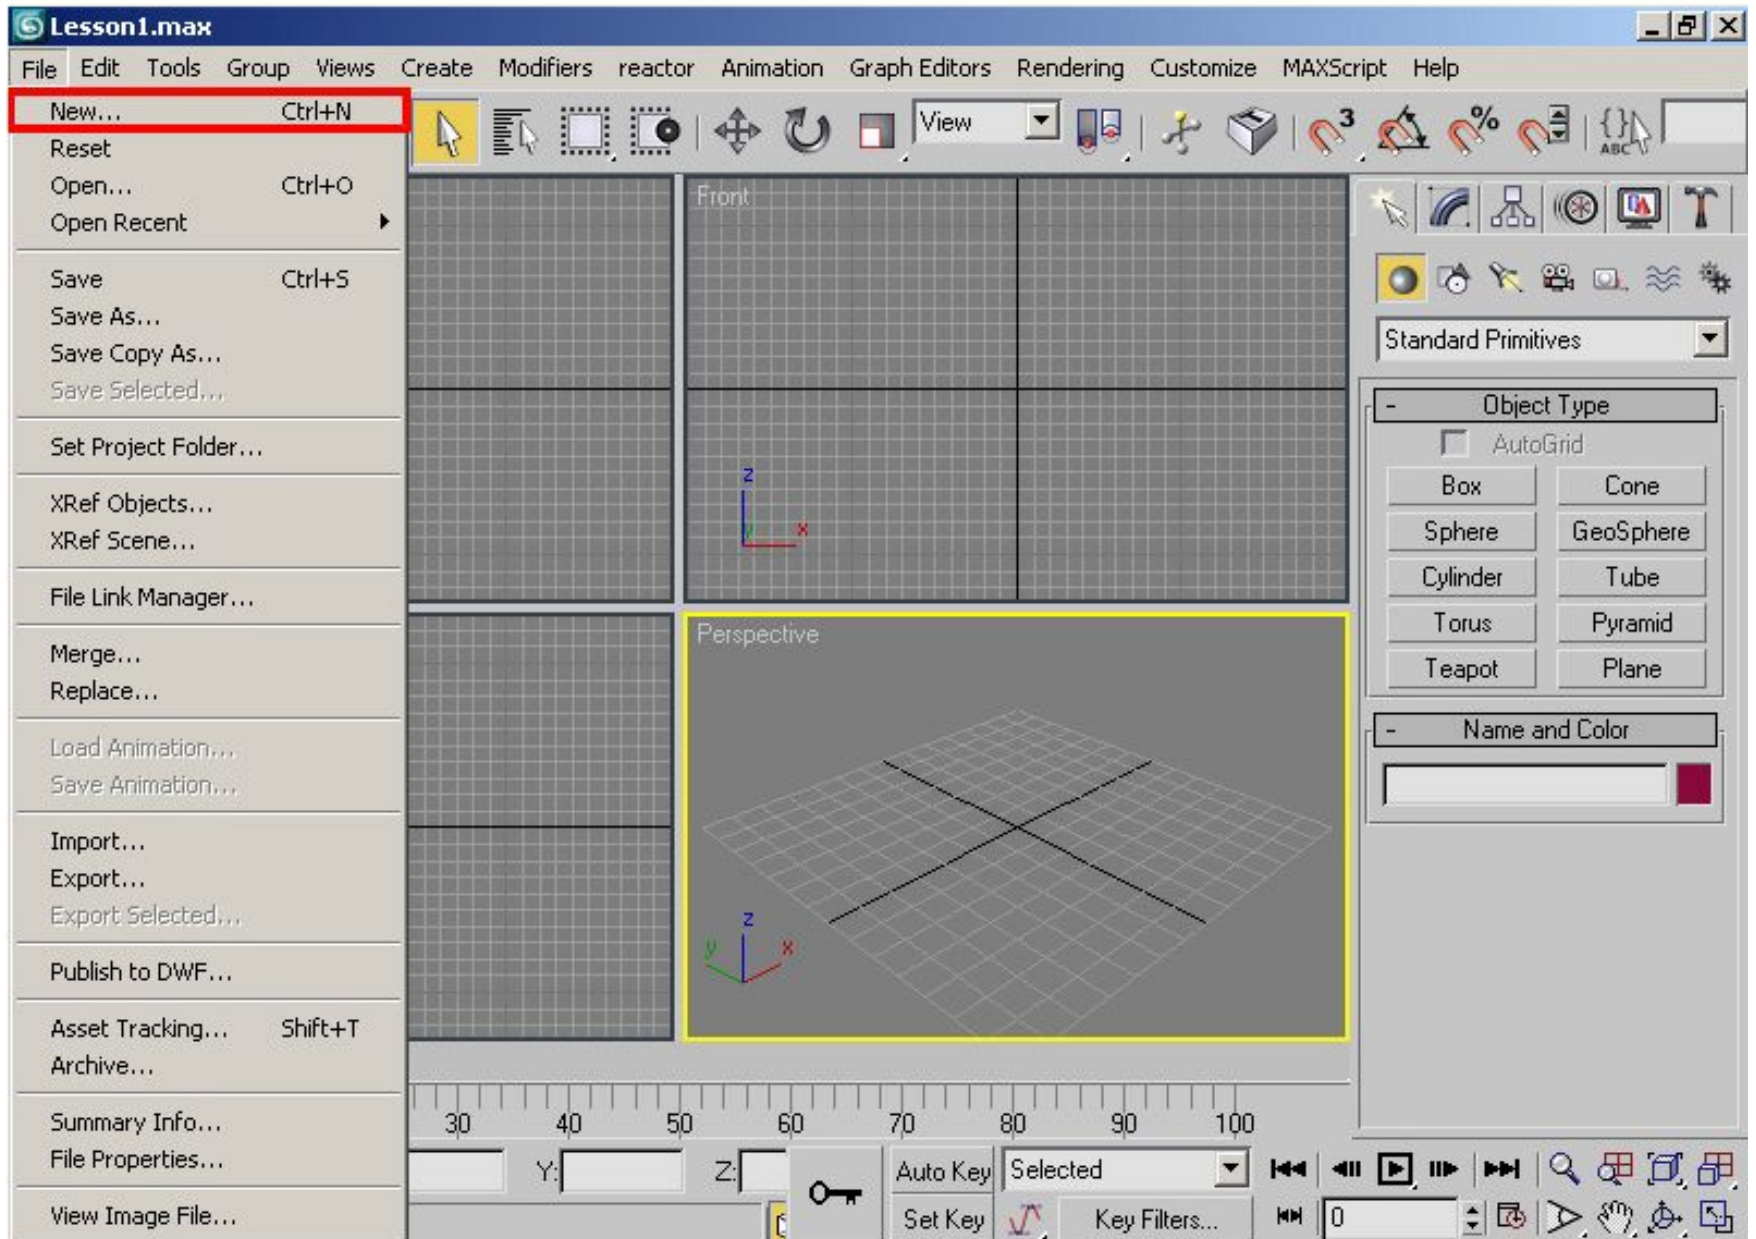 Lesson1.max
File Edit Tools Group Views Create Modifiers reactor Animation Graph Editors Rendering Customize MAXScript Help
New... Ctrl+N
Reset
Open... Ctrl+O
Open Recent
Save Ctrl+S
Save As...
Save Copy As...
Save Selected...
Set Project Folder...
XRef Objects...
XRef Scene...
File Link Manager...
Merge...
Replace...
Load Animation...
Save Animation...
Import...
Export...
Export Selected...
Publish to DWF...
Asset Tracking... Shift+T
Archive...
Summary Info...
File Properties...
View Image File...
View
3
%
{} ABC
Front
z
y x
Perspective
z
y x
Standard Primitives
- Object Type
AutoGrid
Box Cone
Sphere GeoSphere
Cylinder Tube
Torus Pyramid
Teapot Plane
- Name and Color
30 40 50 60 70 80 90 100
Y: Z: Auto Key Selected
Set Key Key Filters... 0